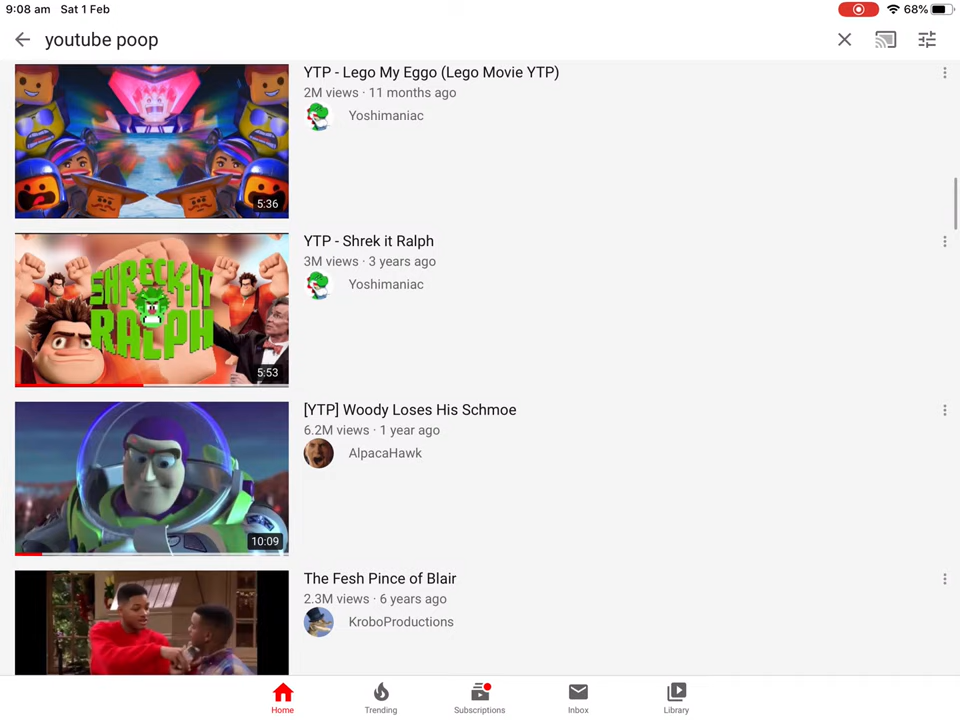 9:08 am Sat 1 Feb 68%
youtube poop
YTP - Lego My Eggo (Lego Movie YTP)
2M views · 11 months ago
Yoshimaniac
5:36
YTP - Shrek it Ralph
3M views · 3 years ago
Yoshimaniac
SHRECK-IT
RALPH
5:53
[YTP] Woody Loses His Schmoe
6.2M views · 1 year ago
AlpacaHawk
10:09
The Fesh Pince of Blair
2.3M views · 6 years ago
KroboProductions
Home Trending Subscriptions Inbox Library